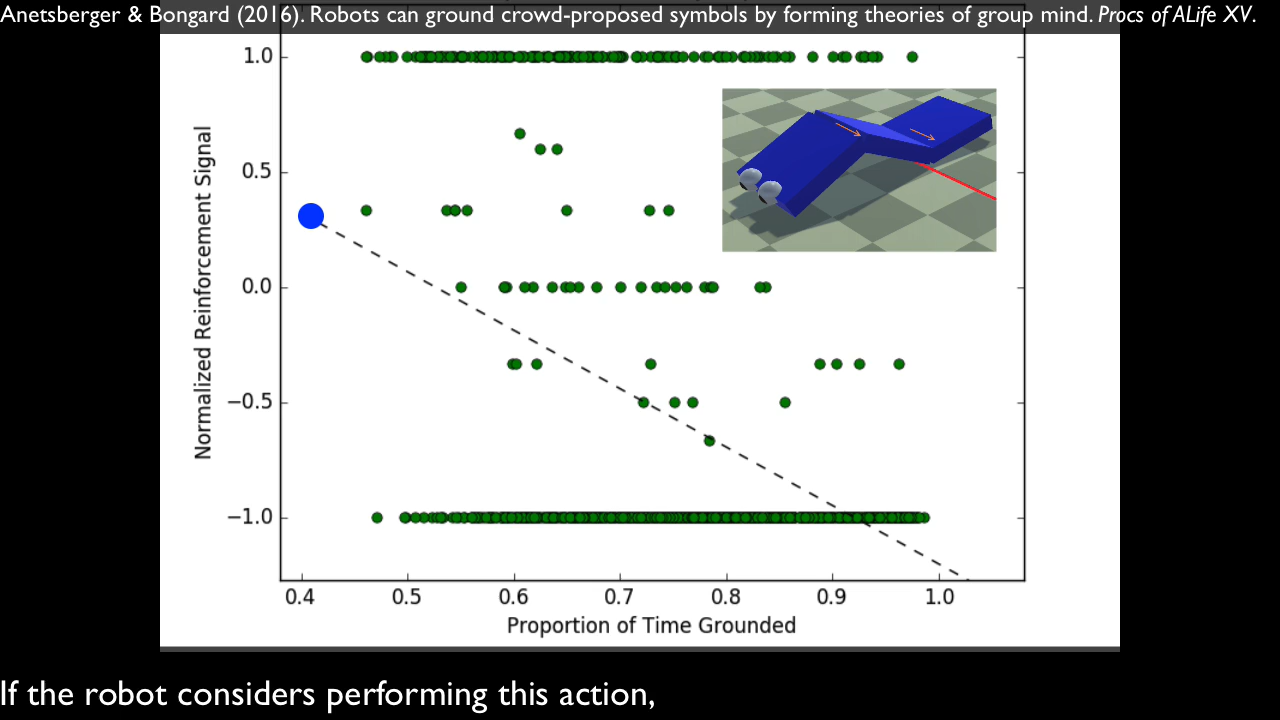 Anetsberger & Bongard (2016). Robots can ground crowd-proposed symbols by forming theories of group mind. Procs of ALife XV.
1.0
0.5
0.0
−0.5
−1.0
Normalized Reinforcement Signal
0.4 0.5 0.6 0.7 0.8 0.9 1.0
Proportion of Time Grounded
If the robot considers performing this action,